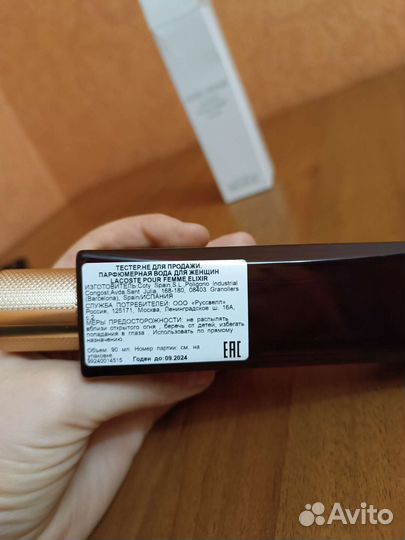 ТЕСТЕР.НЕ ДЛЯ ПРОДАЖИ.
ПАРФЮМЕРНАЯ ВОДА ДЛЯ ЖЕНЩИН
LACOSTE POUR FEMME ELIXIR
ИЗГОТОВИТЕЛЬ:Coty Spain,S.L.,Poligono Industrial
Congost,Avda.Sant Julia, 168-180, 08403 Granollers
(Barcelona), Spain/ИСПАНИЯ
СЛУЖБА ПОТРЕБИТЕЛЕЙ: ООО «Руссвелл»
Россия, 125171, Москва, Ленинградское ш. 16А,
с.2
МЕРЫ ПРЕДОСТОРОЖНОСТИ: не распылять
вблизи открытого огня , беречь от детей, избегать
попадания в глаза . Использовать по прямому
назначению.
Объем: 90 мл. Номер партии: см. на
упаковке.
99240014515
Годен до: 09.2024
EAC
Avito